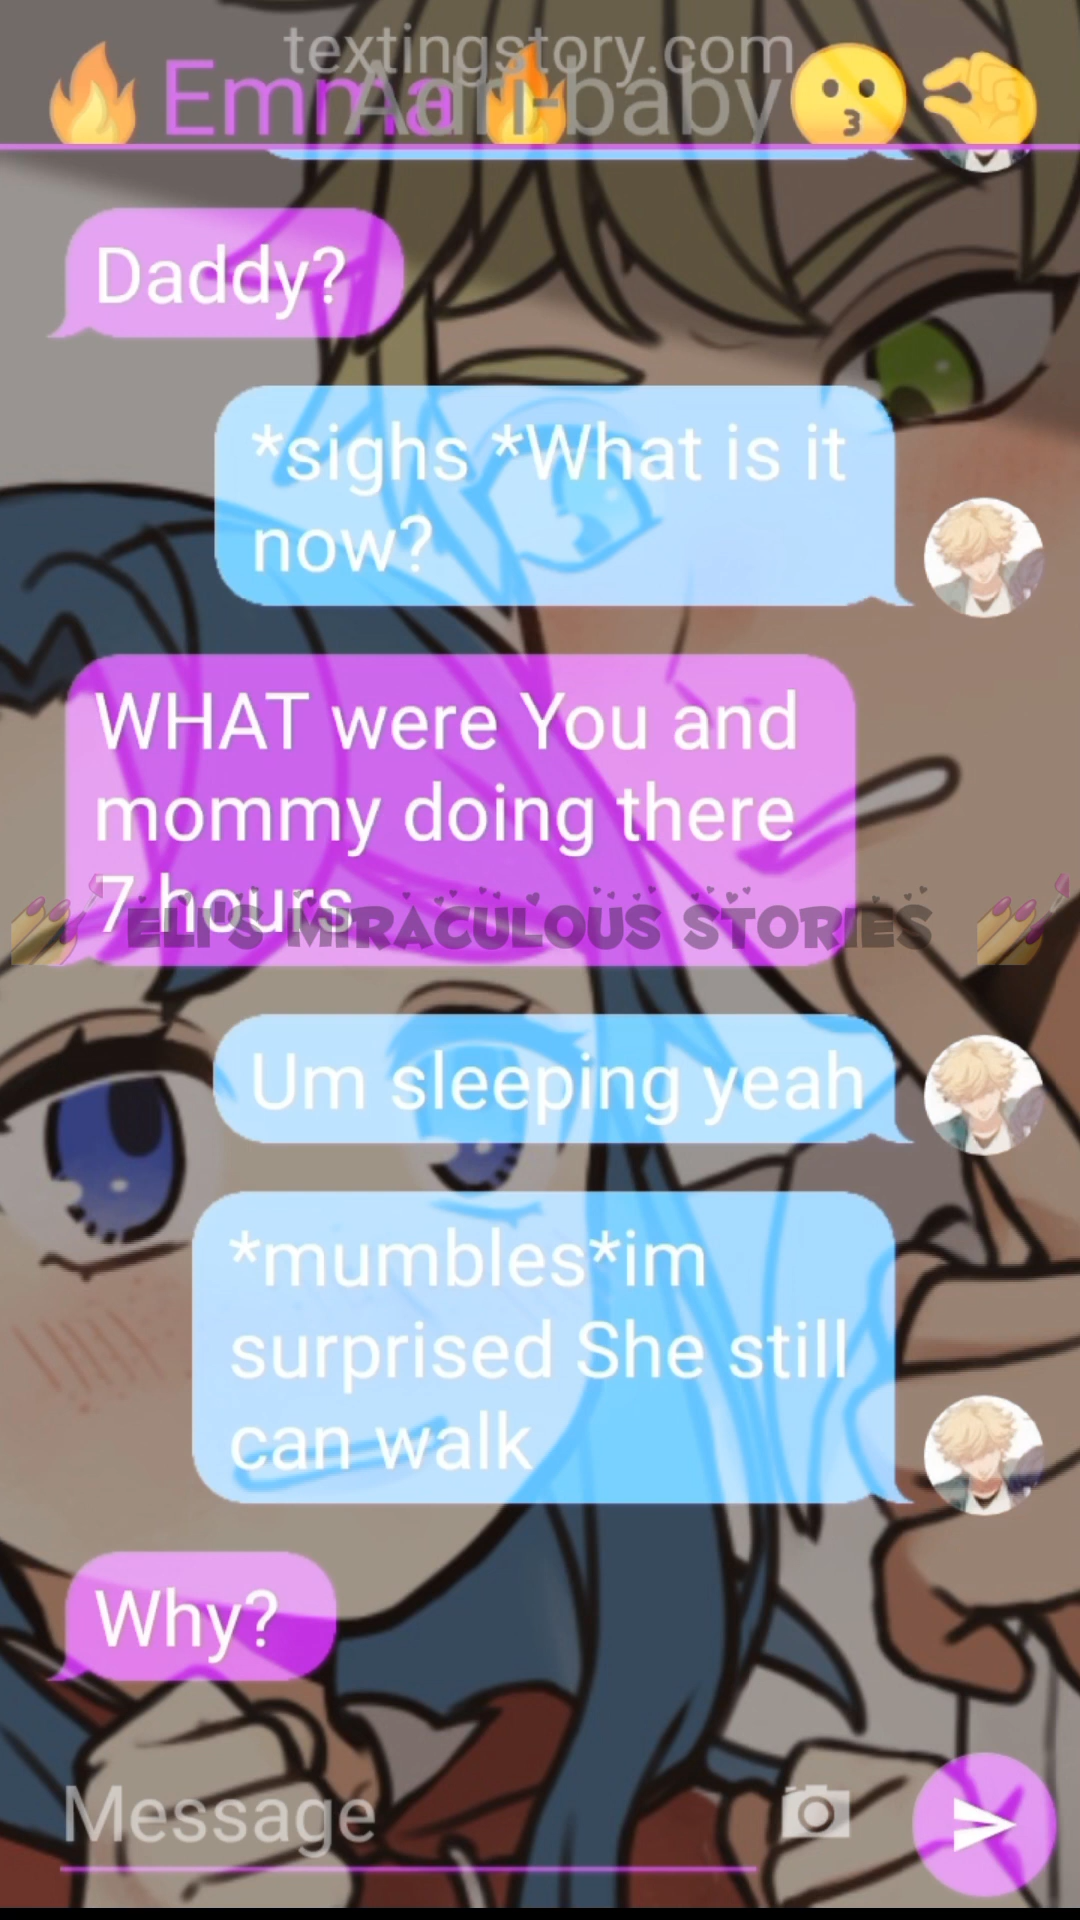 textingstory.com
🔥 Emma 🔥
Adri-baby😗🤏
Daddy?
*sighs *What is it
now?
WHAT were You and
mommy doing there
7 hours
💅 ELI'S MIRACULOUS STORIES 💅
Um sleeping yeah
*mumbles*im
surprised She still
can walk
Why?
Message